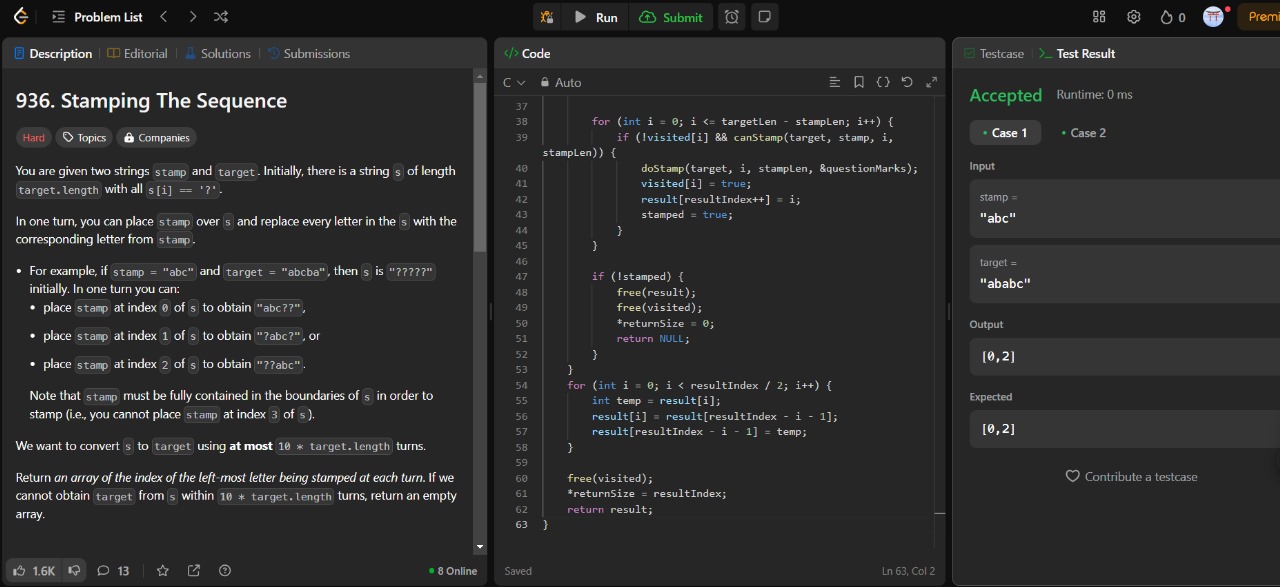 Problem List
Run
Submit
0
Premi
Description
Editorial
Solutions
Submissions
936. Stamping The Sequence
Hard
Topics
Companies
You are given two strings stamp and target. Initially, there is a string s of length
target.length with all s[i] == '?'.
In one turn, you can place stamp over s and replace every letter in the s with the
corresponding letter from stamp.
• For example, if stamp = "abc" and target = "abcba", then s is "?????"
initially. In one turn you can:
• place stamp at index 0 of s to obtain "abc??",
• place stamp at index 1 of s to obtain "?abc?", or
• place stamp at index 2 of s to obtain "??abc".
Note that stamp must be fully contained in the boundaries of s in order to
stamp (i.e., you cannot place stamp at index 3 of s).
We want to convert s to target using at most 10 * target.length turns.
Return an array of the index of the left-most letter being stamped at each turn. If we
cannot obtain target from s within 10 * target.length turns, return an empty
array.
1.6K
13
8 Online
</> Code
C
Auto
37
38 for (int i = 0; i <= targetLen - stampLen; i++) {
39 if (!visited[i] && canStamp(target, stamp, i,
stampLen)) {
40 doStamp(target, i, stampLen, &questionMarks);
41 visited[i] = true;
42 result[resultIndex++] = i;
43 stamped = true;
44 }
45 }
46
47 if (!stamped) {
48 free(result);
49 free(visited);
50 *returnSize = 0;
51 return NULL;
52 }
53 }
54 for (int i = 0; i < resultIndex / 2; i++) {
55 int temp = result[i];
56 result[i] = result[resultIndex - i - 1];
57 result[resultIndex - i - 1] = temp;
58 }
59
60 free(visited);
61 *returnSize = resultIndex;
62 return result;
63 }
Saved
Ln 63, Col 2
Testcase
>_ Test Result
Accepted
Runtime: 0 ms
• Case 1
• Case 2
Input
stamp =
"abc"
target =
"ababc"
Output
[0,2]
Expected
[0,2]
Contribute a testcase